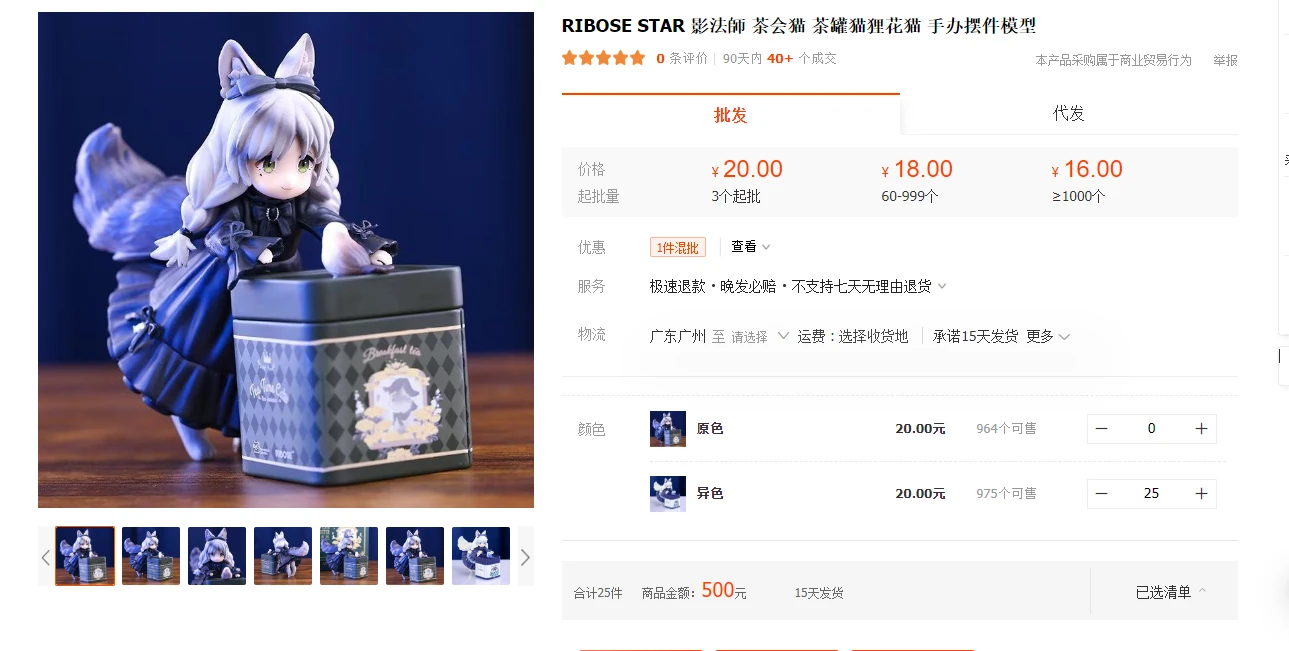 RIBOSE STAR 影法師 茶会猫 茶罐猫狸花猫 手办摆件模型
0 条评价 90天内 40+ 个成交 本产品采购属于商业贸易行为 举报
批发 代发
价格 ¥20.00 ¥18.00 ¥16.00
起批量 3个起批 60-999个 ≥1000个
优惠 1件混批 查看
服务 极速退款·晚发必赔·不支持七天无理由退货
物流 广东广州 至 请选择 运费:选择收货地 承诺15天发货 更多
颜色 原色 20.00元 964个可售 0
异色 20.00元 975个可售 25
合计25件 商品金额: 500元 15天发货 已选清单
Breakfast tea